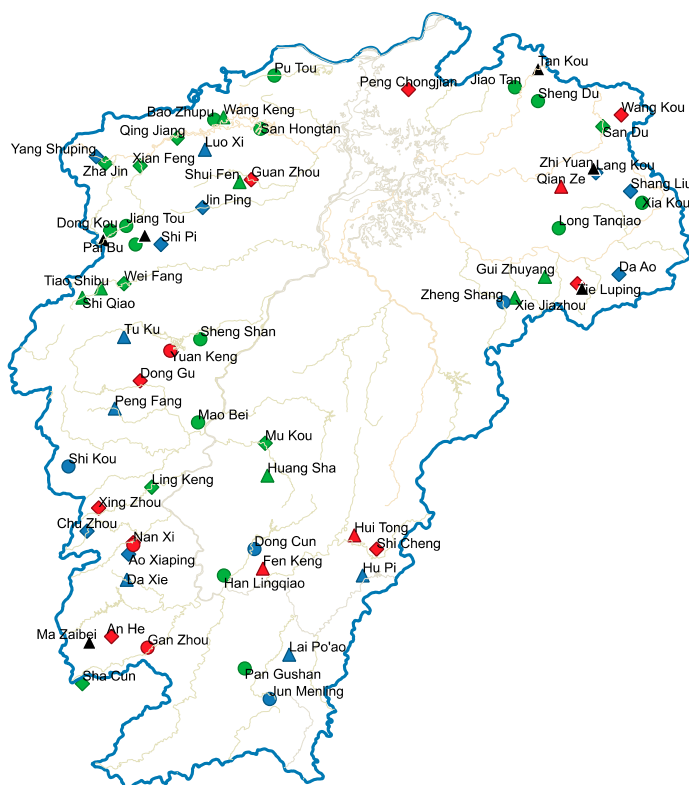 Tan Kou
Pu Tou
Peng Chongjian
Jiao Tan
Sheng Du
Bao Zhupu
Wang Keng
Wang Kou
Qing Jiang
San Hongtan
San Du
Yang Shuping
Luo Xi
Xian Feng
Zhi Yuan
Lang Kou
Zha Jin
Shui Fen
Guan Zhou
Qian Ze
Shang Liu
Jin Ping
Xia Kou
Dong Kou
Jiang Tou
Long Tanqiao
Shi Pi
Pai Bu
Gui Zhuyang
Da Ao
Tiao Shibu
Wei Fang
Zheng Shang
Xie Luping
Shi Qiao
Xie Jiazhou
Tu Ku
Sheng Shan
Yuan Keng
Dong Gu
Peng Fang
Mao Bei
Mu Kou
Shi Kou
Huang Sha
Ling Keng
Xing Zhou
Chu Zhou
Hui Tong
Nan Xi
Dong Cun
Shi Cheng
Ao Xiaping
Fen Keng
Hu Pi
Da Xie
Han Lingqiao
An He
Ma Zaibei
Gan Zhou
Lai Po'ao
Sha Cun
Pan Gushan
Jun Menling